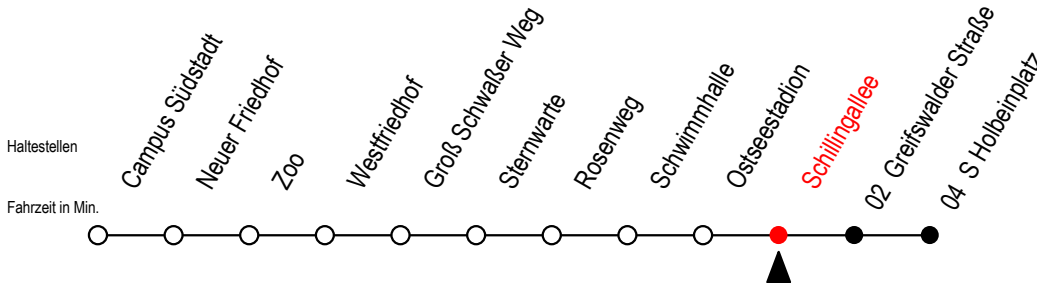 Haltestellen
Fahrzeit in Min.
Campus Südstadt
Neuer Friedhof
Zoo
Westfriedhof
Groß Schwaßer Weg
Sternwarte
Rosenweg
Schwimmhalle
Ostseestadion
Schillingallee
02 Greifswalder Straße
04 S Holbeinplatz